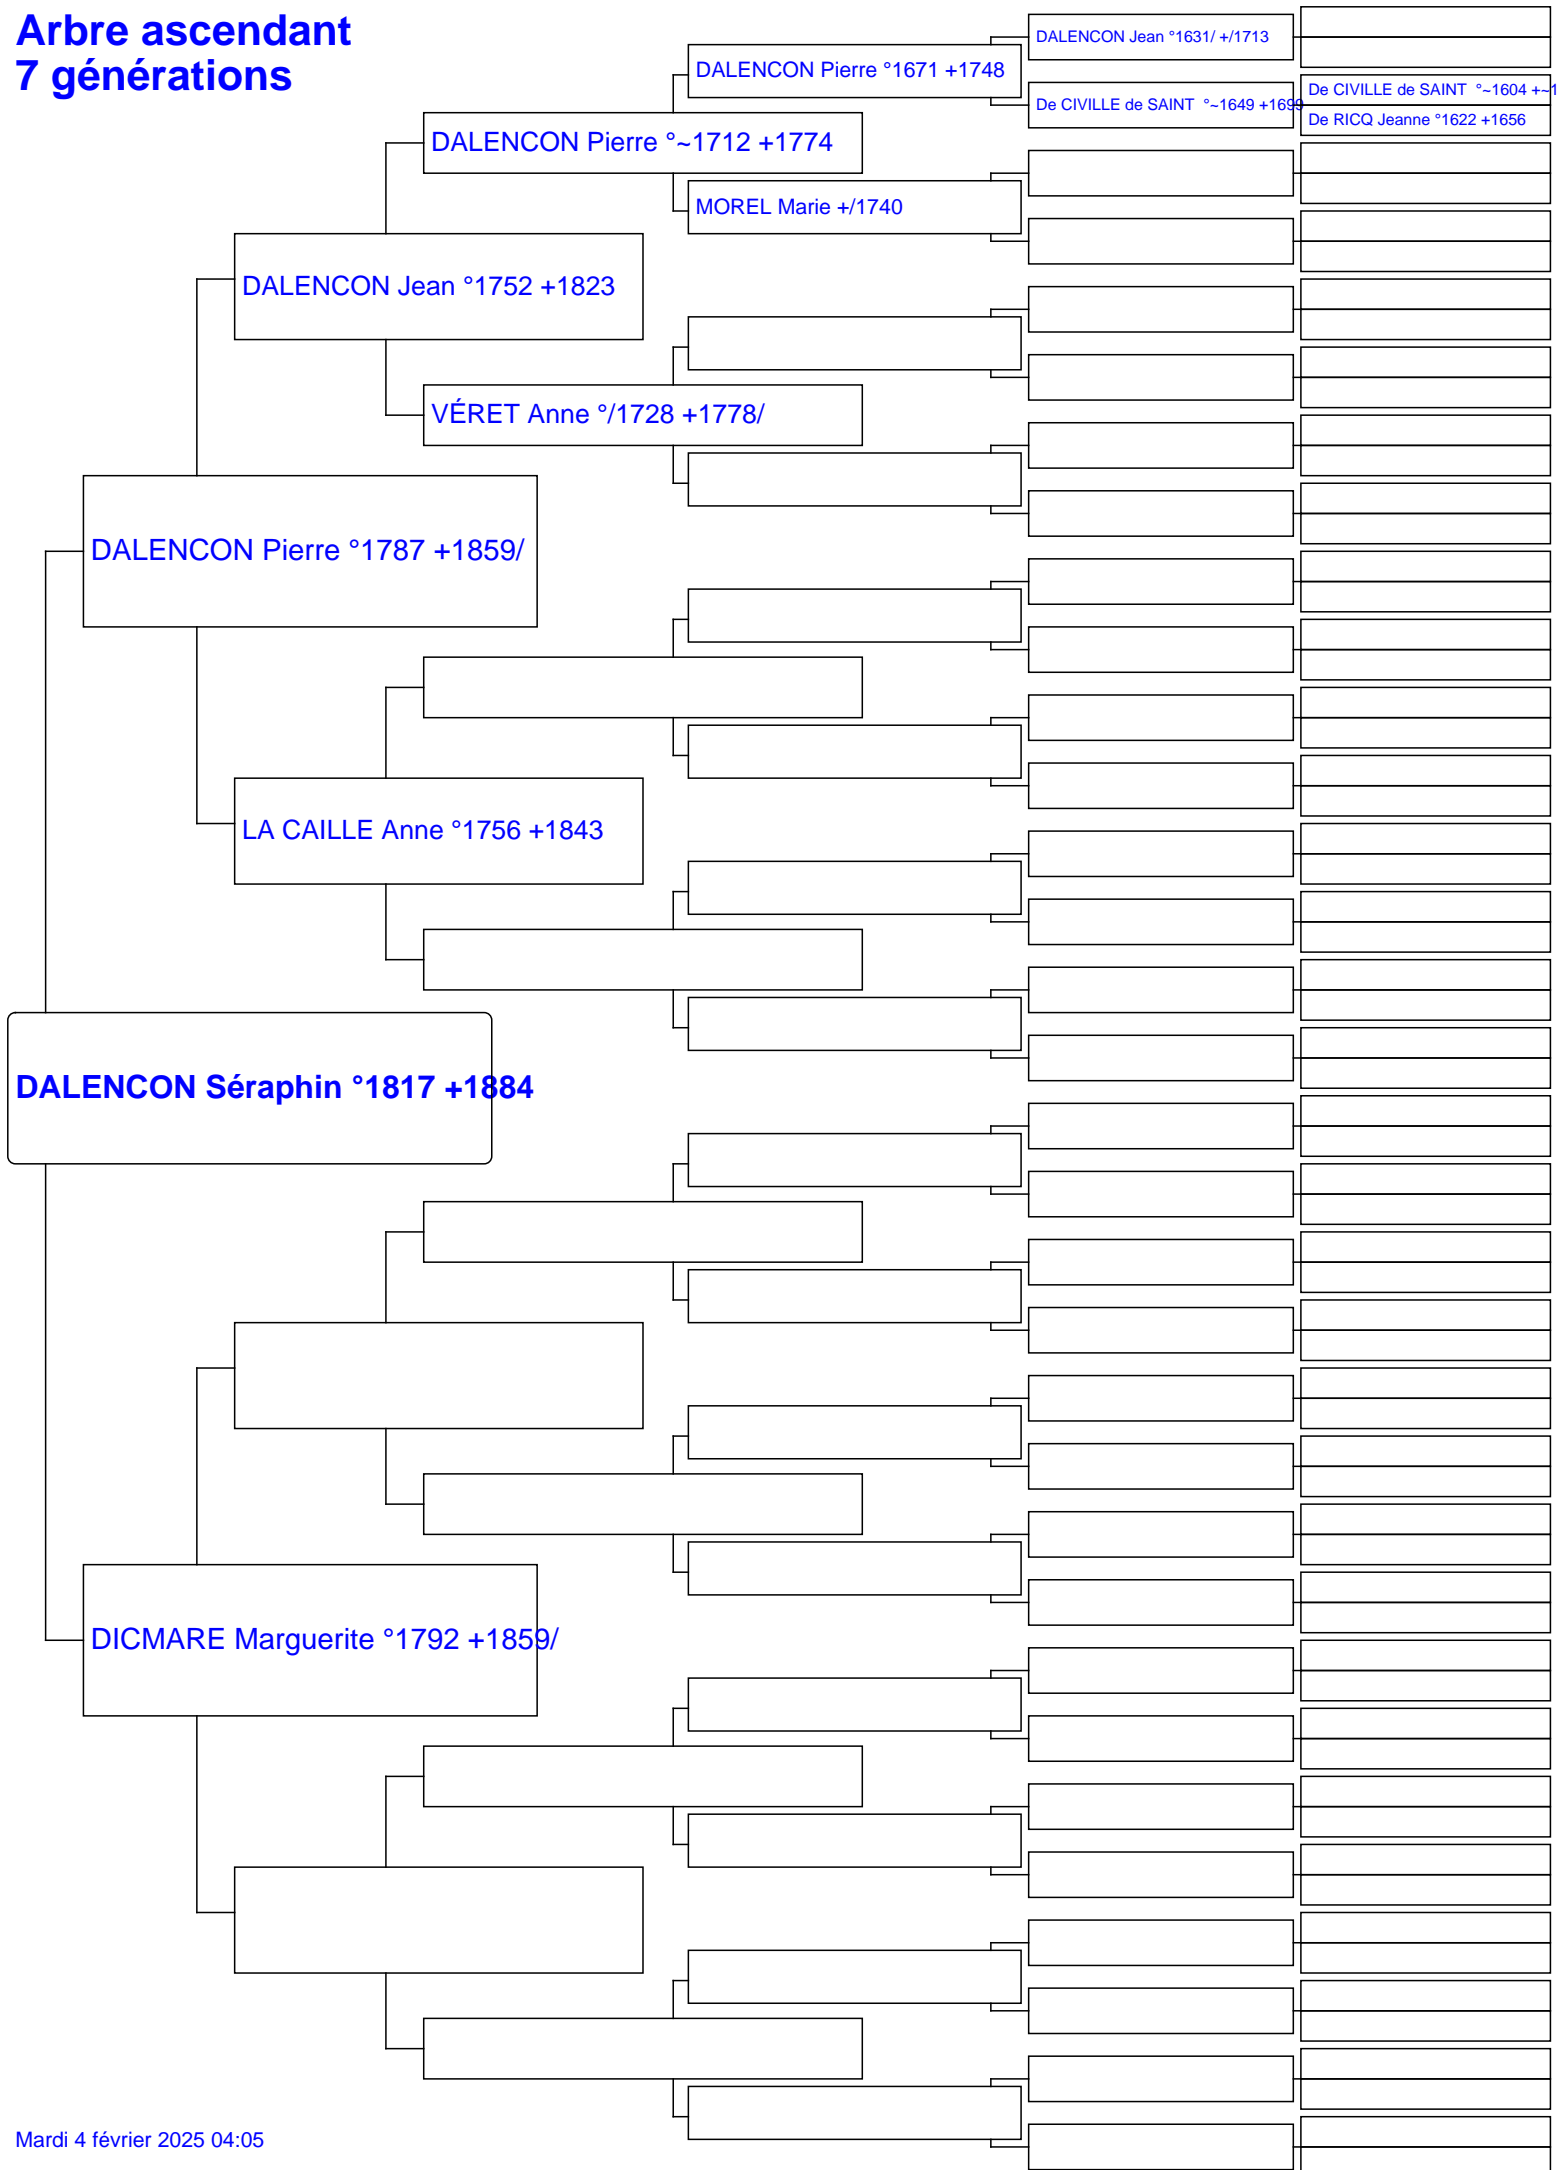 Arbre ascendant
7 générations
DALENCON Jean °1631/ +/1713
DALENCON Pierre °1671 +1748
De CIVILLE de SAINT °~1604 +~1
De CIVILLE de SAINT °~1649 +1699
De RICQ Jeanne °1622 +1656
DALENCON Pierre °~1712 +1774
MOREL Marie +/1740
DALENCON Jean °1752 +1823
VÉRET Anne °/1728 +1778/
DALENCON Pierre °1787 +1859/
LA CAILLE Anne °1756 +1843
DALENCON Séraphin °1817 +1884
DICMARE Marguerite °1792 +1859/
Mardi 4 février 2025 04:05